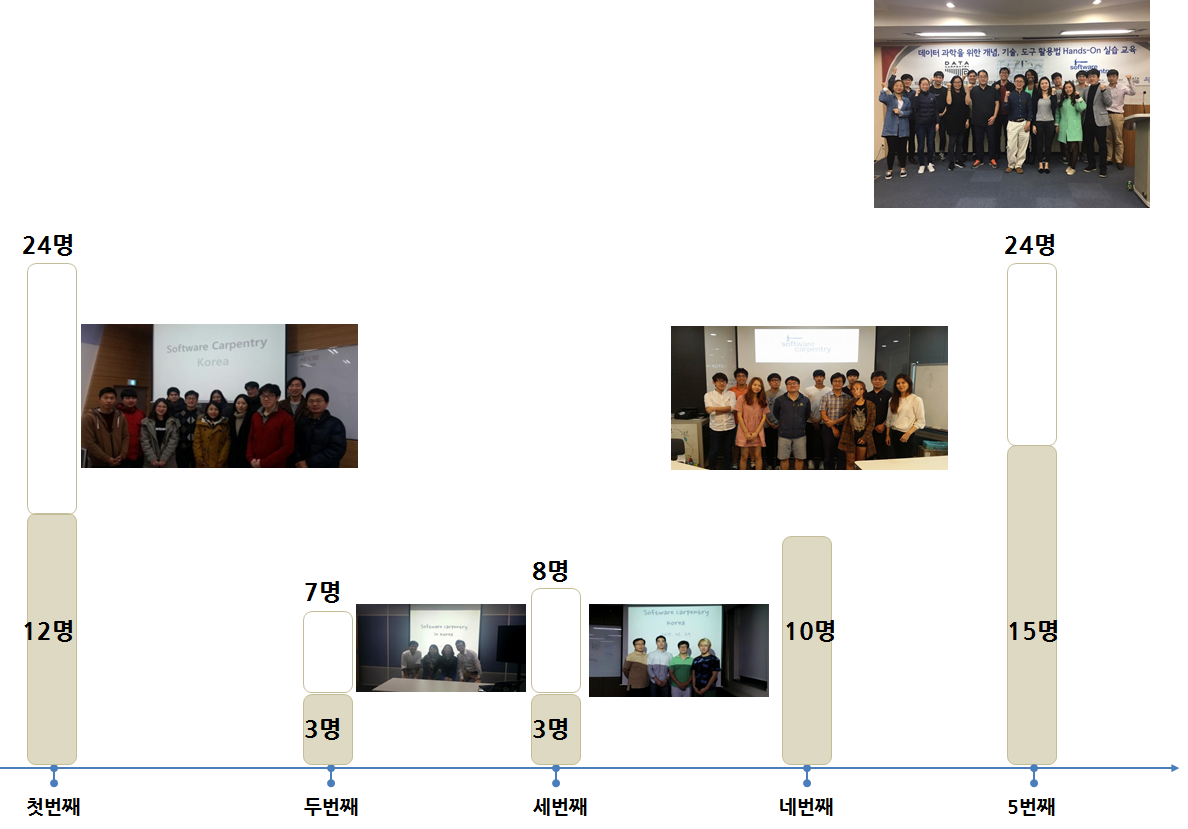 데이터 과학을 위한 개념, 기술, 도구 활용법 Hands-On 실습 교육
DATA
CARPENTRY
software
24명
24명
Software Carpentry
Korea
software
carpentry
7명
8명
Software carpentry
in Korea
Software carpentry
Korea
12명
10명
15명
3명
3명
첫번째
두번째
세번째
네번째
5번째